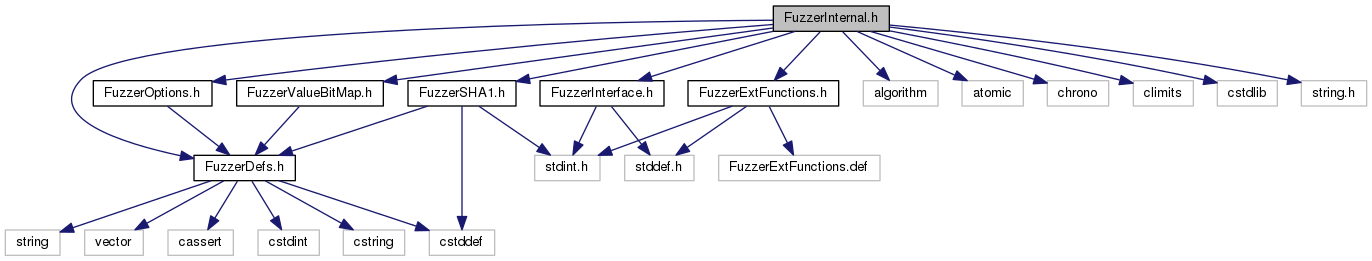 FuzzerInternal.h
FuzzerOptions.h
FuzzerValueBitMap.h
FuzzerSHA1.h
FuzzerInterface.h
FuzzerExtFunctions.h
algorithm
atomic
chrono
climits
cstdlib
string.h
FuzzerDefs.h
stdint.h
stddef.h
FuzzerExtFunctions.def
string
vector
cassert
cstdint
cstring
cstddef